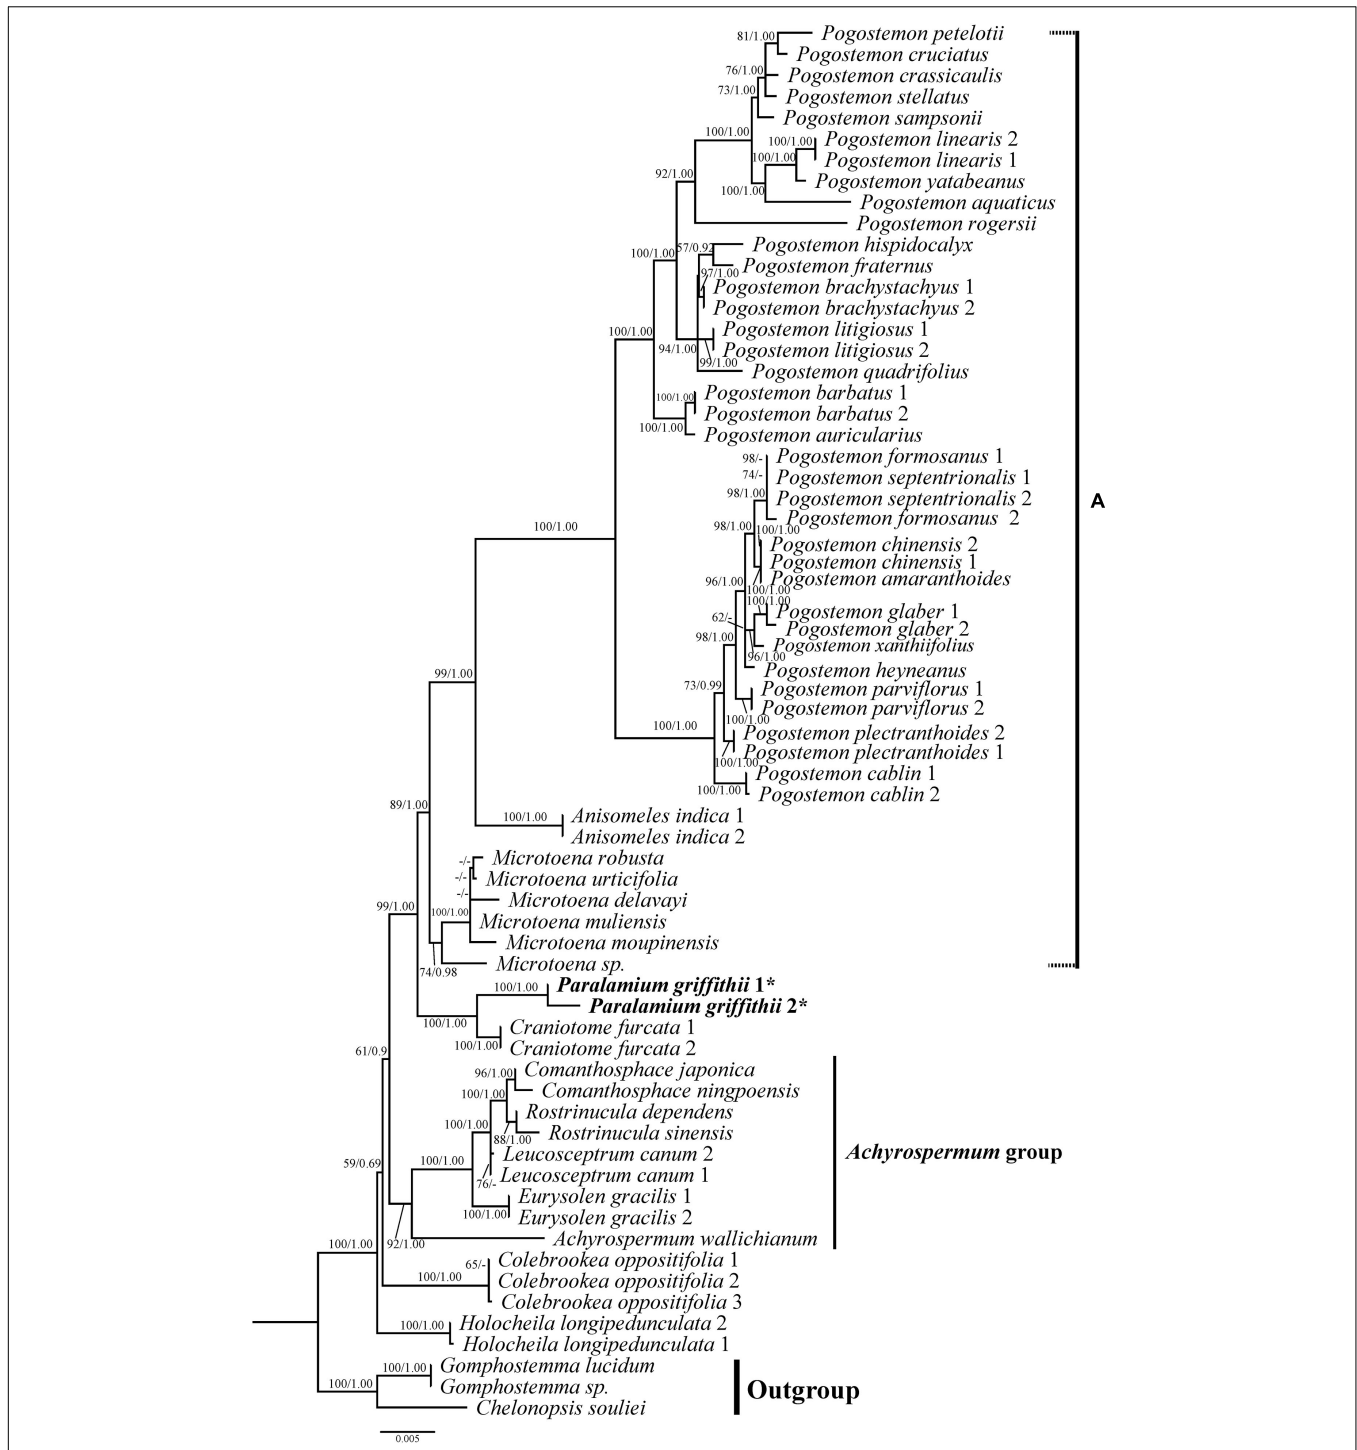 81/1.00 Pogostemon petelotii
Pogostemon cruciatus
76/1.00 Pogostemon crassicaulis
73/1.00 Pogostemon stellatus
Pogostemon sampsonii
100/1.00 100/1.00 Pogostemon linearis 2
100/1.00 Pogostemon linearis 1
Pogostemon yatabeanus
92/1.00 100/1.00
Pogostemon aquaticus
Pogostemon rogersii
100/1.00 57/0.92 Pogostemon hispidocalyx
Pogostemon fraternus
97/1.00
Pogostemon brachystachyus 1
Pogostemon brachystachyus 2
100/1.00 Pogostemon litigiosus 1
94/1.00 Pogostemon litigiosus 2
99/1.00
Pogostemon quadrifolius
100/1.00 Pogostemon barbatus 1
Pogostemon barbatus 2
100/1.00 Pogostemon auricularius
98/- Pogostemon formosanus 1
74/- Pogostemon septentrionalis 1
98/1.00 Pogostemon septentrionalis 2
A
Pogostemon formosanus 2
100/1.00 98/1.00 100/1.00
Pogostemon chinensis 2
Pogostemon chinensis 1
96/1.00 Pogostemon amaranthoides
100/1.00
100/1.00
Pogostemon glaber 1
62/- Pogostemon glaber 2
98/1.00 Pogostemon xanthiifolius
96/1.00
Pogostemon heyneanus
99/1.00 73/0.99 Pogostemon parviflorus 1
Pogostemon parviflorus 2
100/1.00 100/1.00
Pogostemon plectranthoides 2
Pogostemon plectranthoides 1
100/1.00
Pogostemon cablin 1
100/1.00 Pogostemon cablin 2
89/1.00 100/1.00 Anisomeles indica 1
Anisomeles indica 2
-/- Microtoena robusta
-/- Microtoena urticifolia
-/- Microtoena delavayi
99/1.00 100/1.00 Microtoena muliensis
Microtoena moupinensis
74/0.98 Microtoena sp.
100/1.00 Paralamium griffithii 1*
Paralamium griffithii 2*
100/1.00 Craniotome furcata 1
100/1.00 Craniotome furcata 2
61/0.9
96/1.00 Comanthosphace japonica
100/1.00 Comanthosphace ningpoensis
Rostrinucula dependens
100/1.00 Rostrinucula sinensis
88/1.00
59/0.69 100/1.00 Leucosceptrum canum 2
Achyrospermum group
76/- Leucosceptrum canum 1
Eurysolen gracilis 1
100/1.00 Eurysolen gracilis 2
100/1.00 92/1.00 Achyrospermum wallichianum
65/- Colebrookea oppositifolia 1
100/1.00 Colebrookea oppositifolia 2
Colebrookea oppositifolia 3
100/1.00 Holocheila longipedunculata 2
Holocheila longipedunculata 1
100/1.00 Gomphostemma lucidum
100/1.00 Gomphostemma sp.
Outgroup
Chelonopsis souliei
0.005